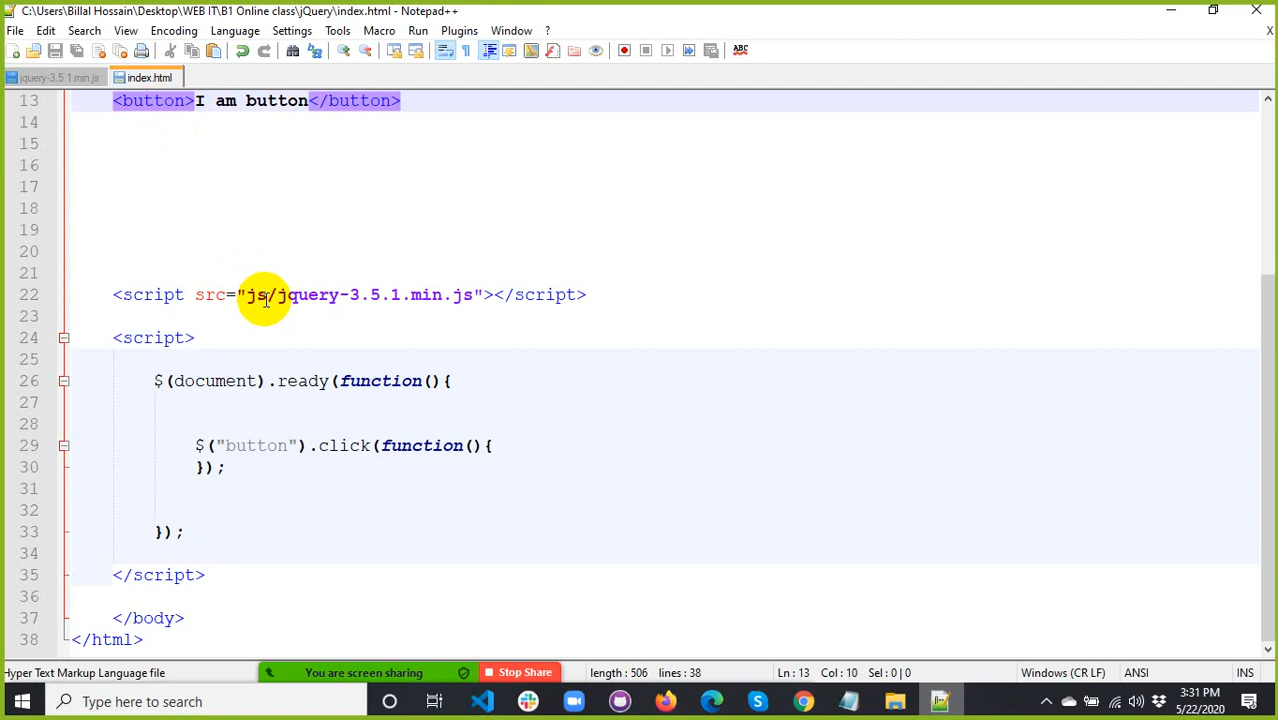 C:\Users\Billal Hossain\Desktop\WEB IT\B1 Online class\jQuery\index.html - Notepad++
File Edit Search View Encoding Language Settings Tools Macro Run Plugins Window ? X
ABC
jquery-3.5.1.min.js index.html
13 <button>I am button</button>
14
15
16
17
18
19
20
21
22 <script src="js/jquery-3.5.1.min.js"></script>
23
24 <script>
25
26 $(document).ready(function(){
27
28
29 $("button").click(function(){
30 });
31
32
33 });
34
35 </script>
36
37 </body>
38 </html>
Hyper Text Markup Language file You are screen sharing Stop Share length : 506 lines : 38 Ln : 13 Col : 10 Sel : 0 | 0 Windows (CR LF) ANSI INS
Type here to search 3:31 PM
5/22/2020